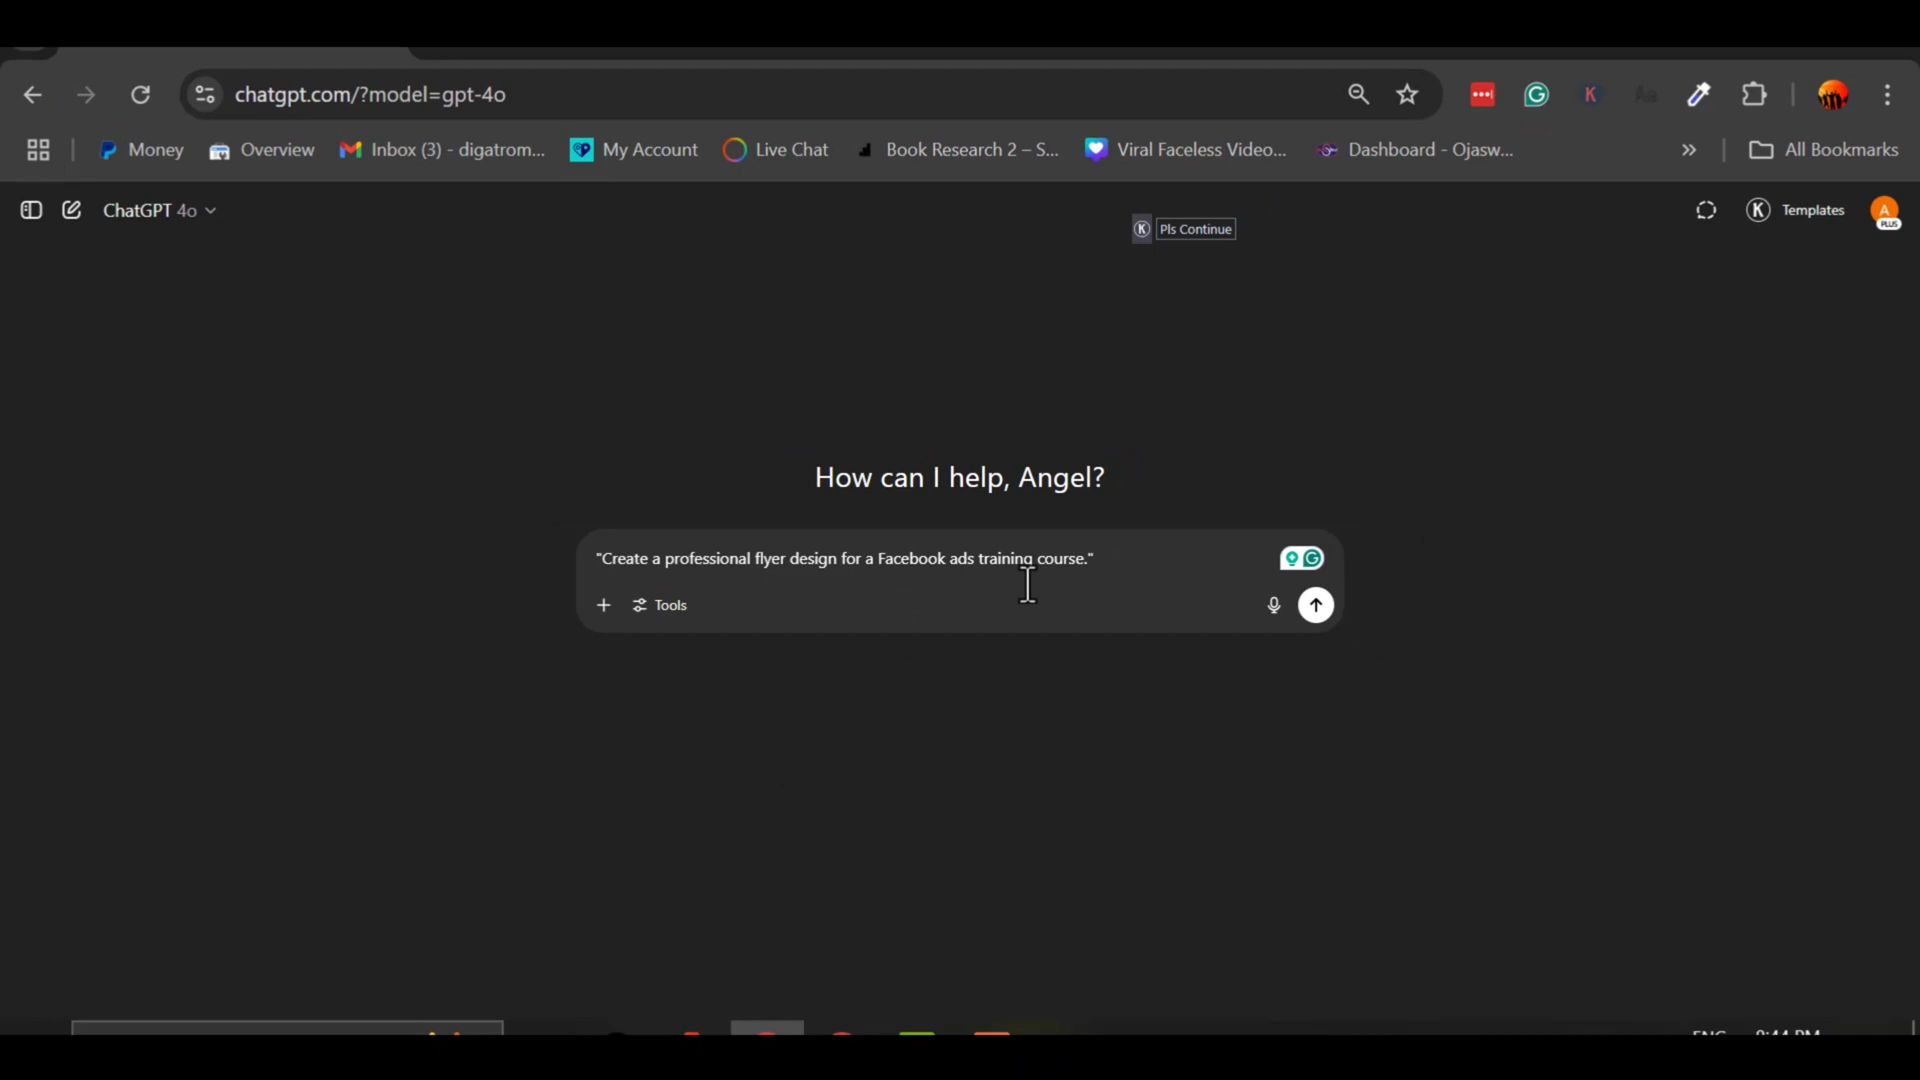 chatgpt.com/?model=gpt-4o
Money
Overview
Inbox (3) - digatrom...
My Account
Live Chat
Book Research 2 – S...
Viral Faceless Video...
Dashboard - Ojasw...
All Bookmarks
ChatGPT 4o
K Pls Continue
K Templates
A
PLUS
How can I help, Angel?
"Create a professional flyer design for a Facebook ads training course."
Tools